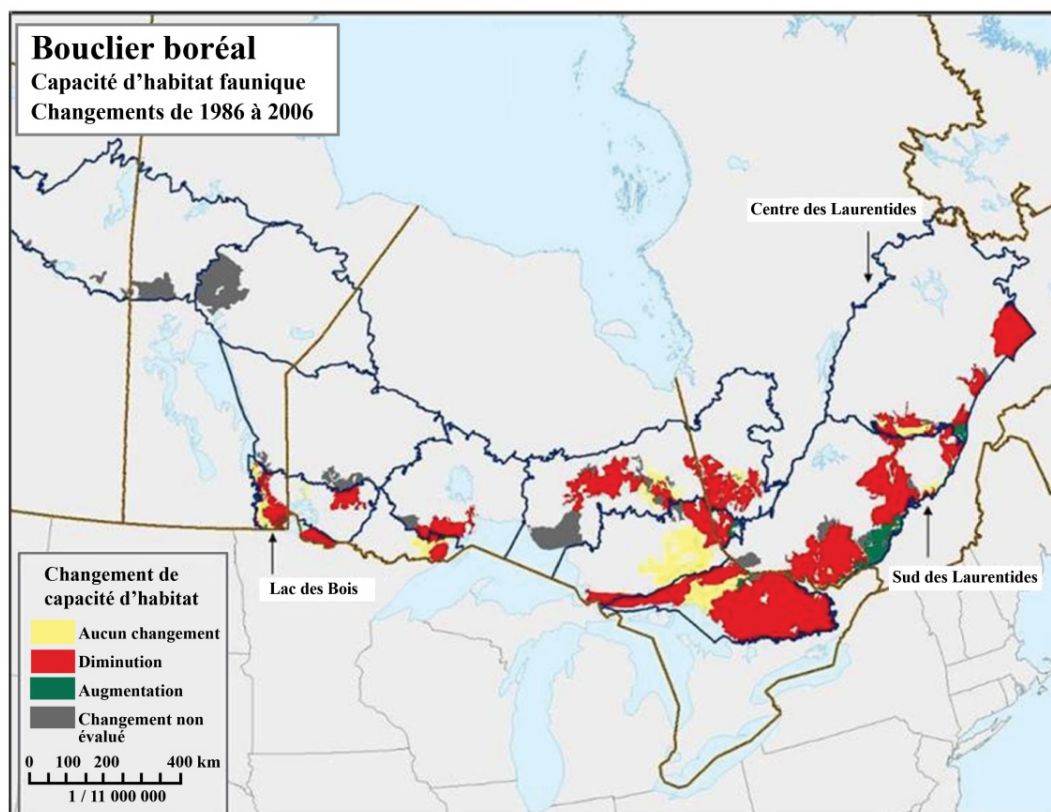 Bouclier boréal
Capacité d'habitat faunique
Changements de 1986 à 2006
Centre des Laurentides
Lac des Bois
Sud des Laurentides
Changement de
capacité d'habitat
Aucun changement
Diminution
Augmentation
Changement non
évalué
0 100 200 400 km
1 / 11 000 000